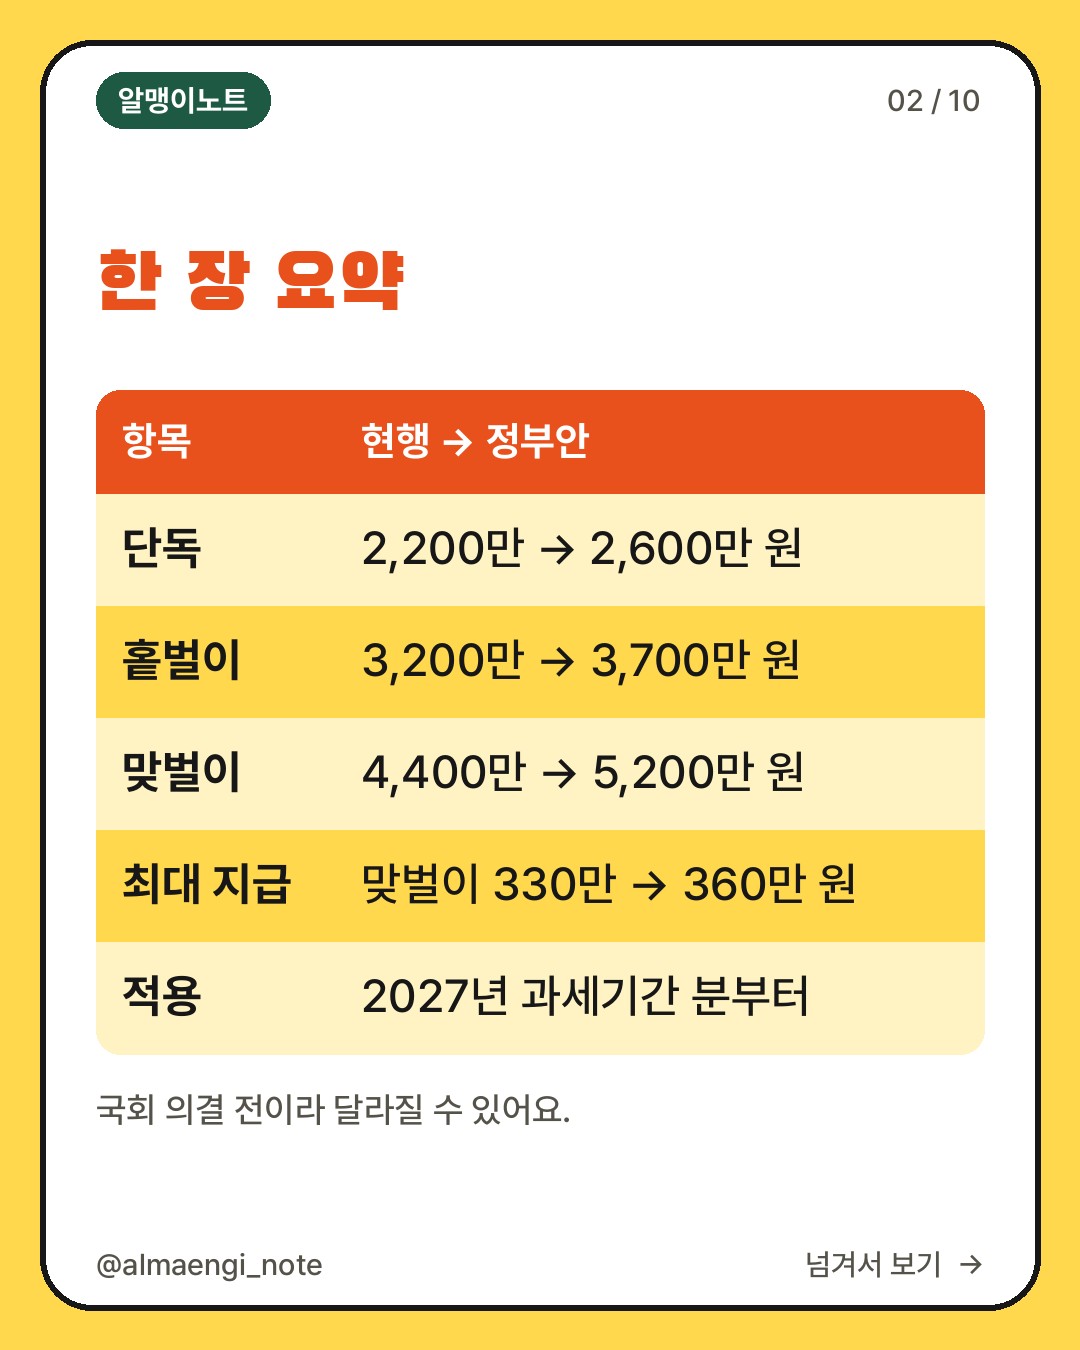 알맹이노트
02 / 10
한 장 요약
항목 현행 → 정부안
단독 2,200만 → 2,600만 원
홑벌이 3,200만 → 3,700만 원
맞벌이 4,400만 → 5,200만 원
최대 지급 맞벌이 330만 → 360만 원
적용 2027년 과세기간 분부터
국회 의결 전이라 달라질 수 있어요.
@almaengi_note
넘겨서 보기 →